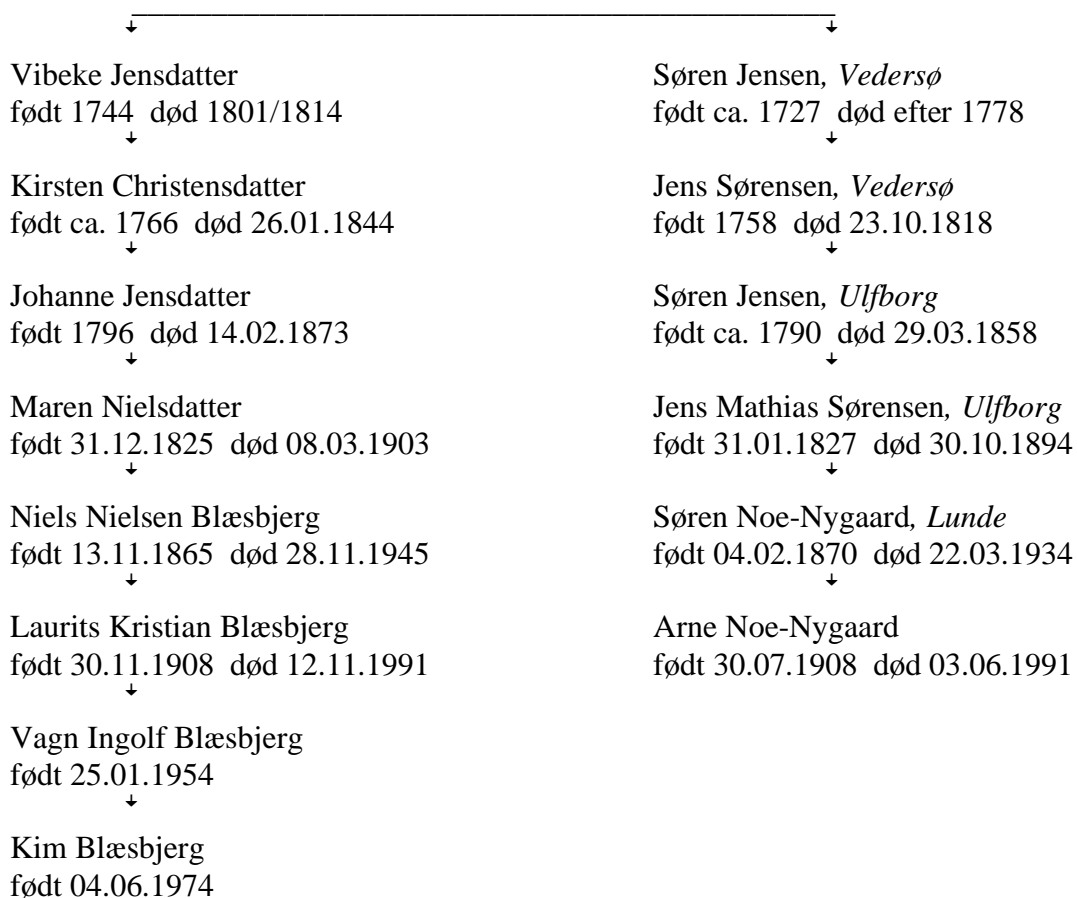 Vibeke Jensdatter
født 1744 død 1801/1814
Kirsten Christensdatter
født ca. 1766 død 26.01.1844
Johanne Jensdatter
født 1796 død 14.02.1873
Maren Nielsdatter
født 31.12.1825 død 08.03.1903
Niels Nielsen Blæsbjerg
født 13.11.1865 død 28.11.1945
Laurits Kristian Blæsbjerg
født 30.11.1908 død 12.11.1991
Vagn Ingolf Blæsbjerg
født 25.01.1954
Kim Blæsbjerg
født 04.06.1974
Søren Jensen, Vedersø
født ca. 1727 død efter 1778
Jens Sørensen, Vedersø
født 1758 død 23.10.1818
Søren Jensen, Ulfborg
født ca. 1790 død 29.03.1858
Jens Mathias Sørensen, Ulfborg
født 31.01.1827 død 30.10.1894
Søren Noe-Nygaard, Lunde
født 04.02.1870 død 22.03.1934
Arne Noe-Nygaard
født 30.07.1908 død 03.06.1991